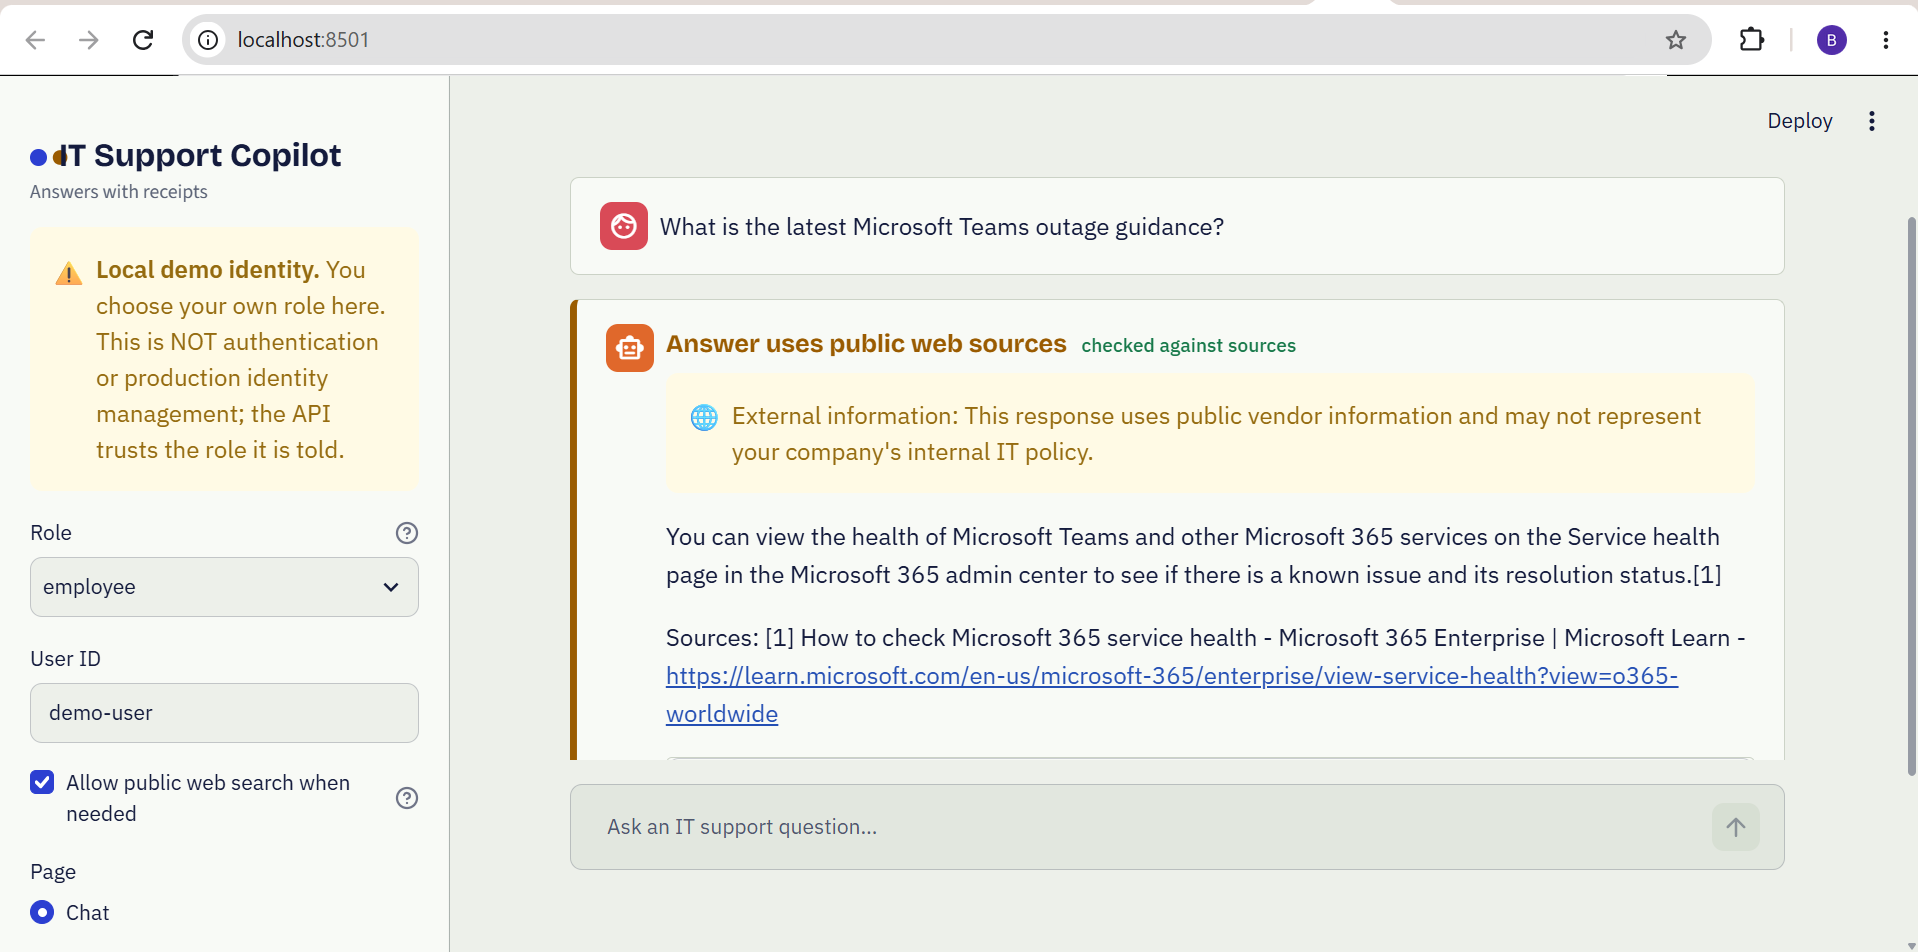 localhost:8501
B
Deploy
IT Support Copilot
Answers with receipts
Local demo identity. You
choose your own role here.
This is NOT authentication
or production identity
management; the API
trusts the role it is told.
Role
employee
User ID
demo-user
Allow public web search when
needed
Page
Chat
What is the latest Microsoft Teams outage guidance?
Answer uses public web sources checked against sources
External information: This response uses public vendor information and may not represent
your company's internal IT policy.
You can view the health of Microsoft Teams and other Microsoft 365 services on the Service health
page in the Microsoft 365 admin center to see if there is a known issue and its resolution status.[1]
Sources: [1] How to check Microsoft 365 service health - Microsoft 365 Enterprise | Microsoft Learn -
https://learn.microsoft.com/en-us/microsoft-365/enterprise/view-service-health?view=o365-
worldwide
Ask an IT support question...